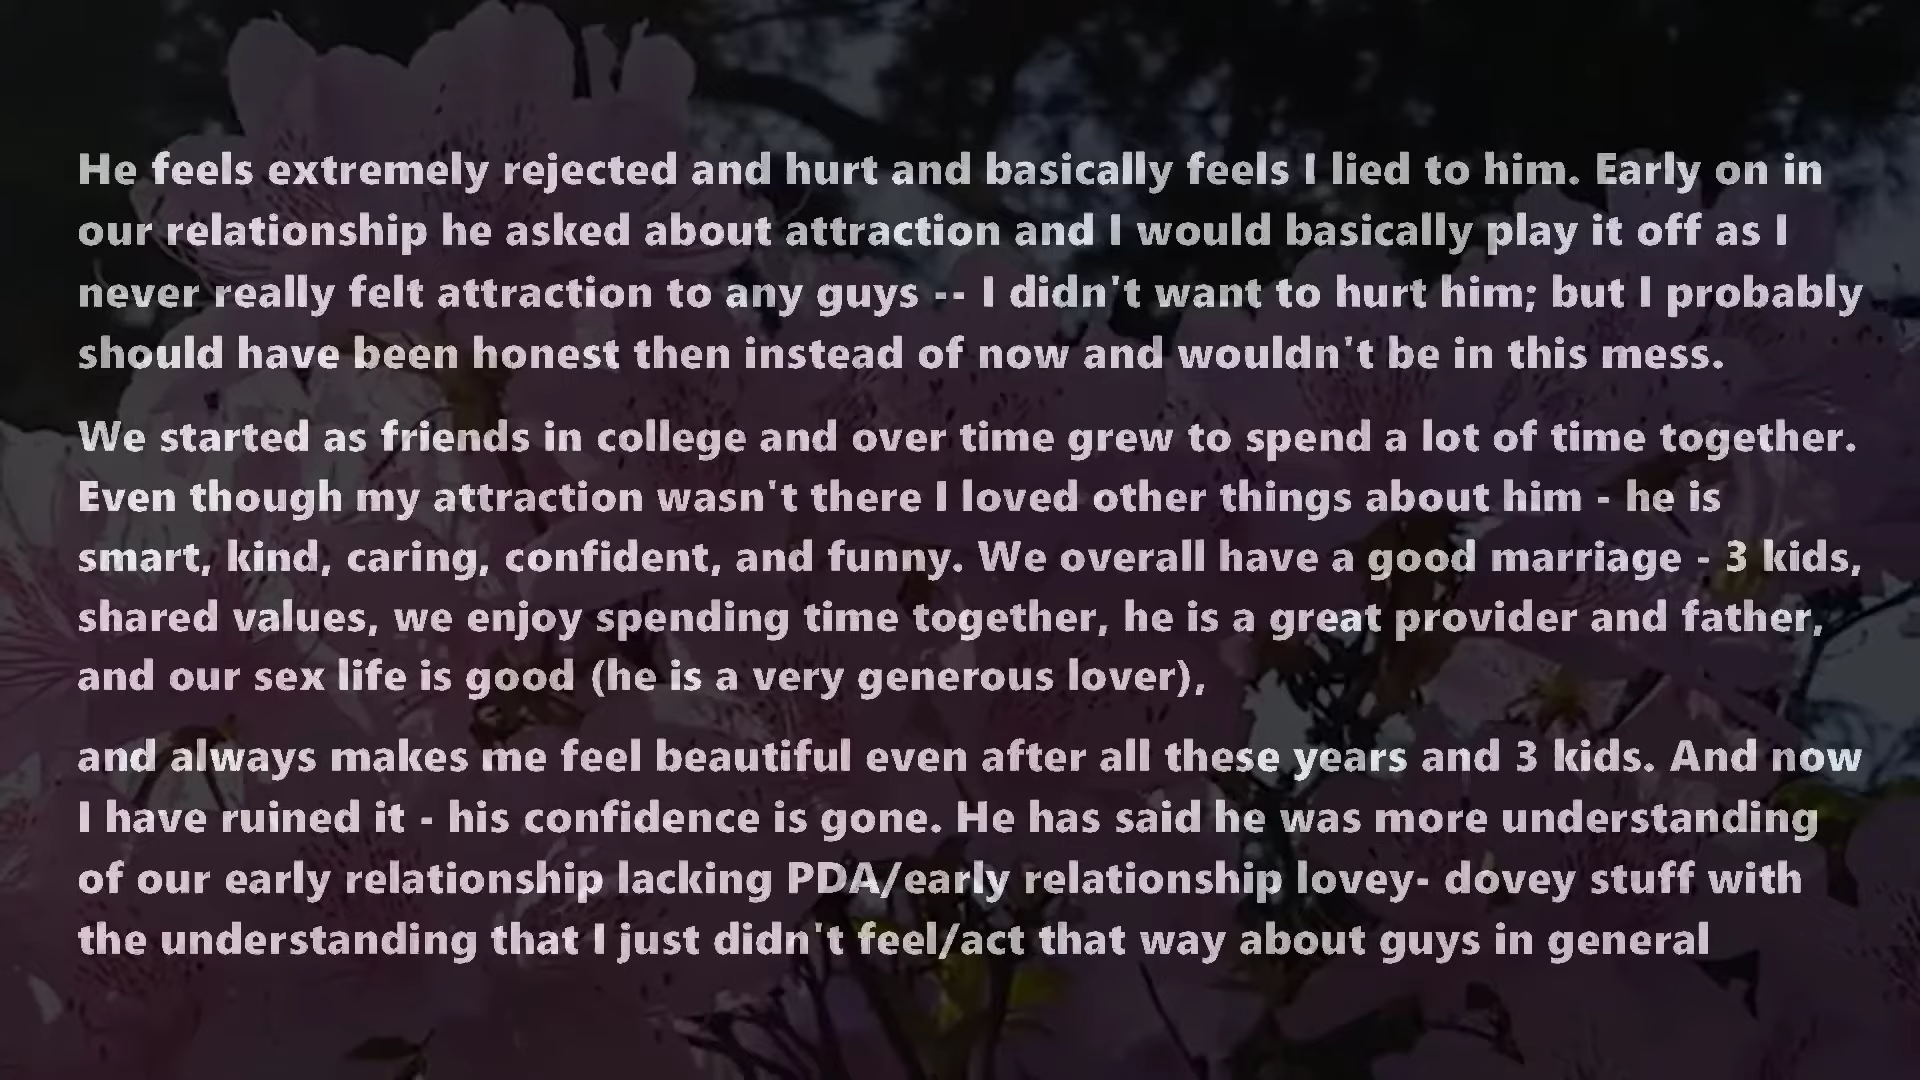 He feels extremely rejected and hurt and basically feels I lied to him. Early on in
our relationship he asked about attraction and I would basically play it off as I
never really felt attraction to any guys -- I didn't want to hurt him; but I probably
should have been honest then instead of now and wouldn't be in this mess.
We started as friends in college and over time grew to spend a lot of time together.
Even though my attraction wasn't there I loved other things about him - he is
smart, kind, caring, confident, and funny. We overall have a good marriage - 3 kids,
shared values, we enjoy spending time together, he is a great provider and father,
and our sex life is good (he is a very generous lover),
and always makes me feel beautiful even after all these years and 3 kids. And now
I have ruined it - his confidence is gone. He has said he was more understanding
of our early relationship lacking PDA/early relationship lovey- dovey stuff with
the understanding that I just didn't feel/act that way about guys in general